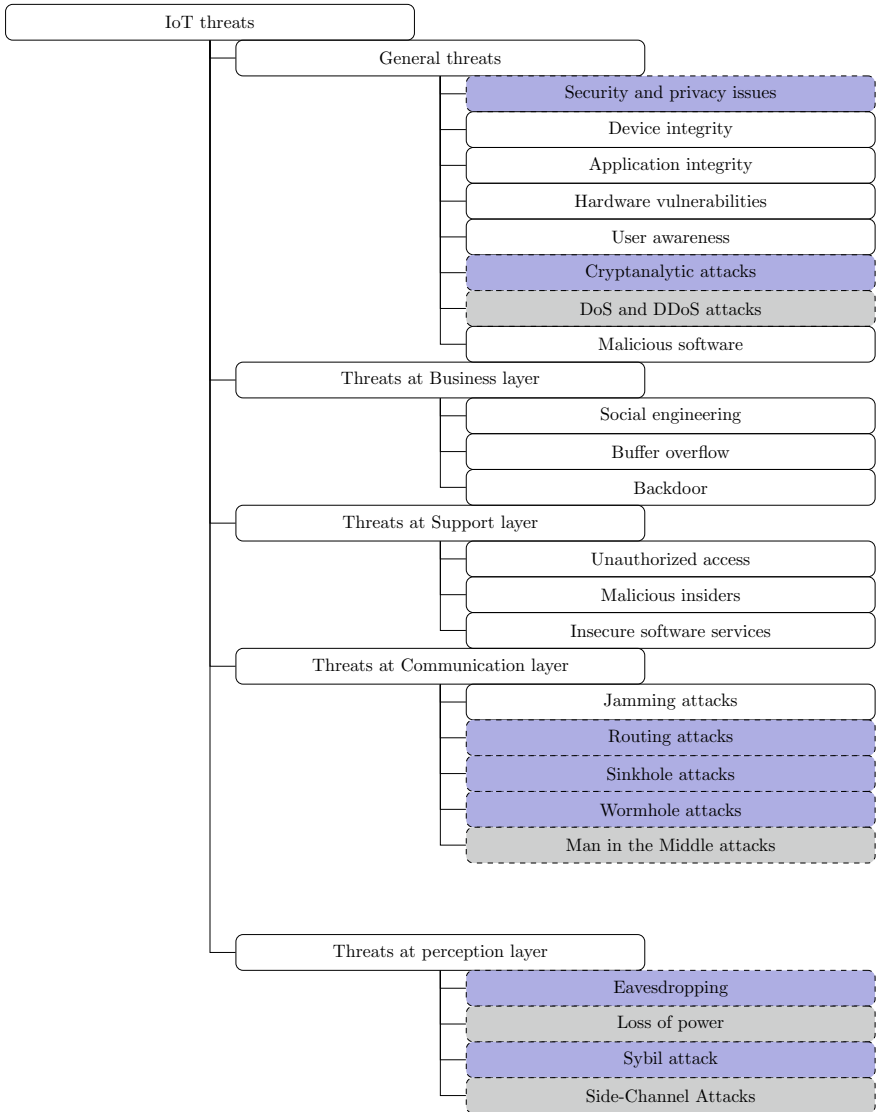 IoT threats
General threats
Security and privacy issues
Device integrity
Application integrity
Hardware vulnerabilities
User awareness
Cryptanalytic attacks
DoS and DDoS attacks
Malicious software
Threats at Business layer
Social engineering
Buffer overflow
Backdoor
Threats at Support layer
Unauthorized access
Malicious insiders
Insecure software services
Threats at Communication layer
Jamming attacks
Routing attacks
Sinkhole attacks
Wormhole attacks
Man in the Middle attacks
Threats at perception layer
Eavesdropping
Loss of power
Sybil attack
Side-Channel Attacks